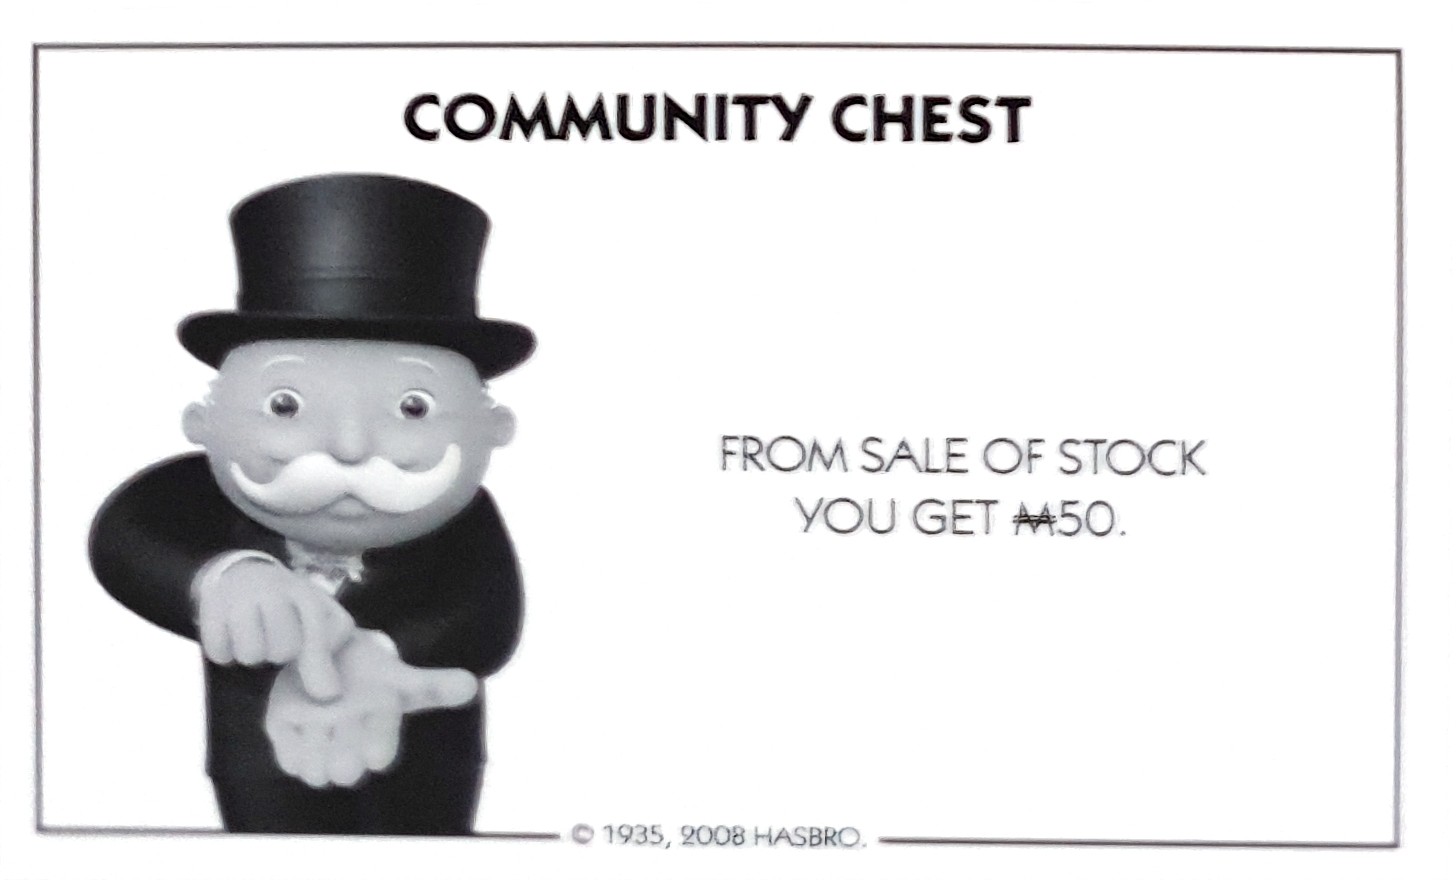 COMMUNITY CHEST
FROM SALE OF STOCK
YOU GET ₩50.
© 1935, 2008 HASBRO.